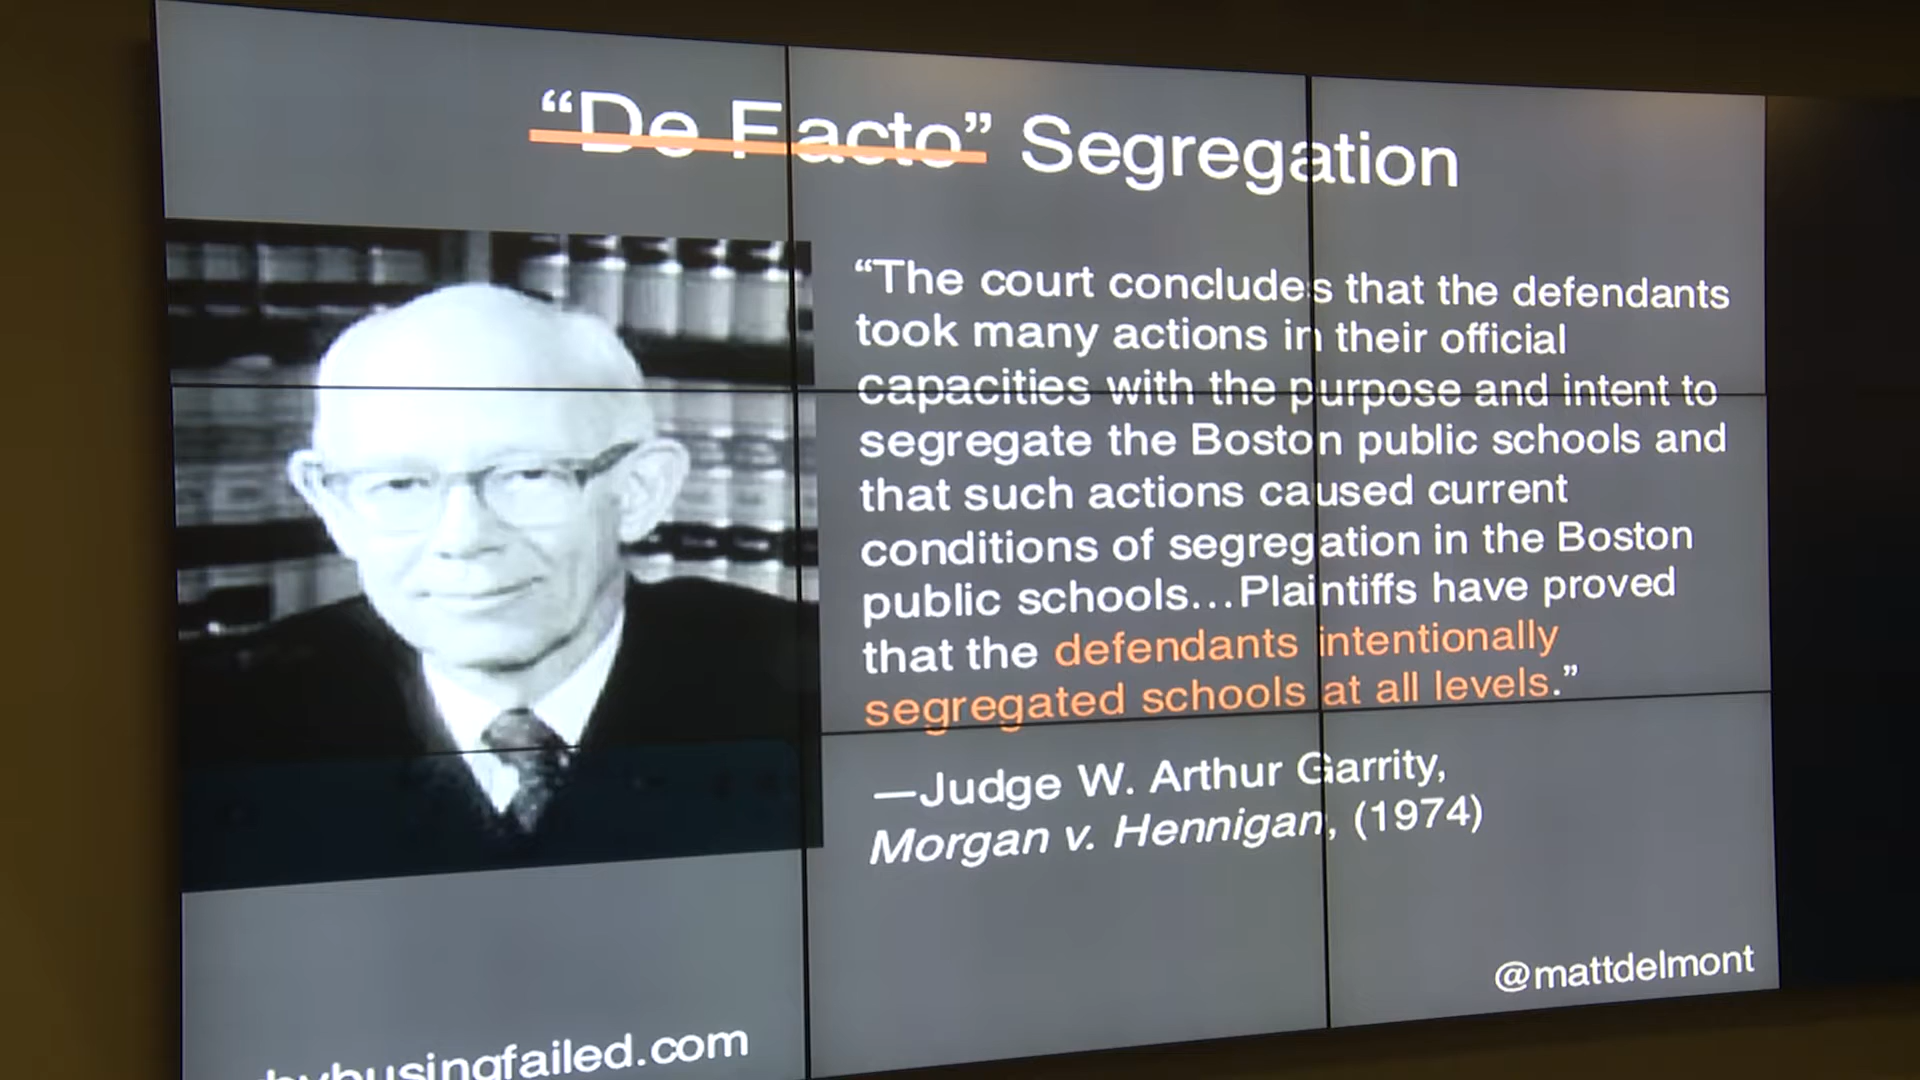 “De Facto” Segregation
“The court concludes that the defendants
took many actions in their official
capacities with the purpose and intent to
segregate the Boston public schools and
that such actions caused current
conditions of segregation in the Boston
public schools…Plaintiffs have proved
that the defendants intentionally
segregated schools at all levels.”
—Judge W. Arthur Garrity,
Morgan v. Hennigan, (1974)
@mattdelmont
hybusingfailed.com